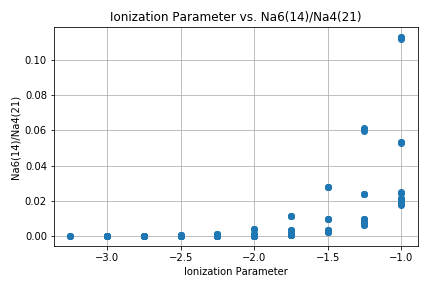 Ionization Parameter vs. Na6(14)/Na4(21)
Na6(14)/Na4(21)
0.10
0.08
0.06
0.04
0.02
0.00
−3.0 −2.5 −2.0 −1.5 −1.0
Ionization Parameter